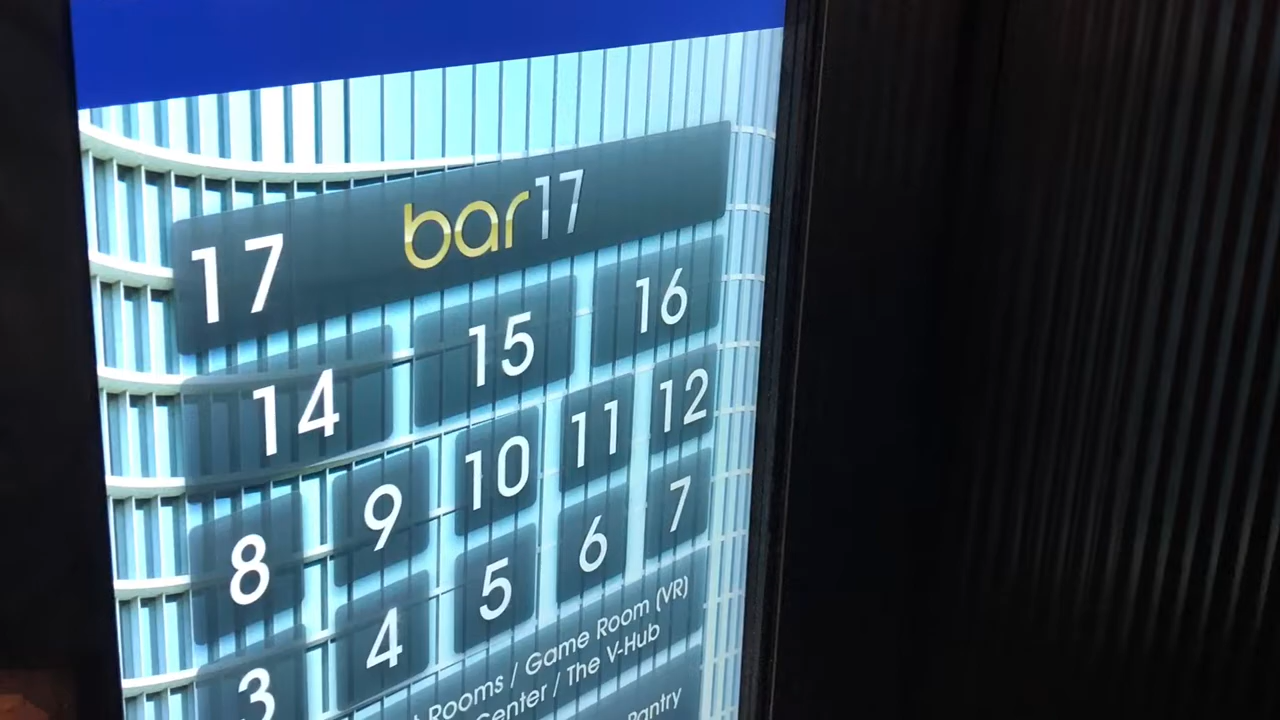 17 bar17
14 15 16
8 9 10 11 12
3 4 5 6 7
Rooms / Game Room (VR)
/ The V-Hub
Pantry